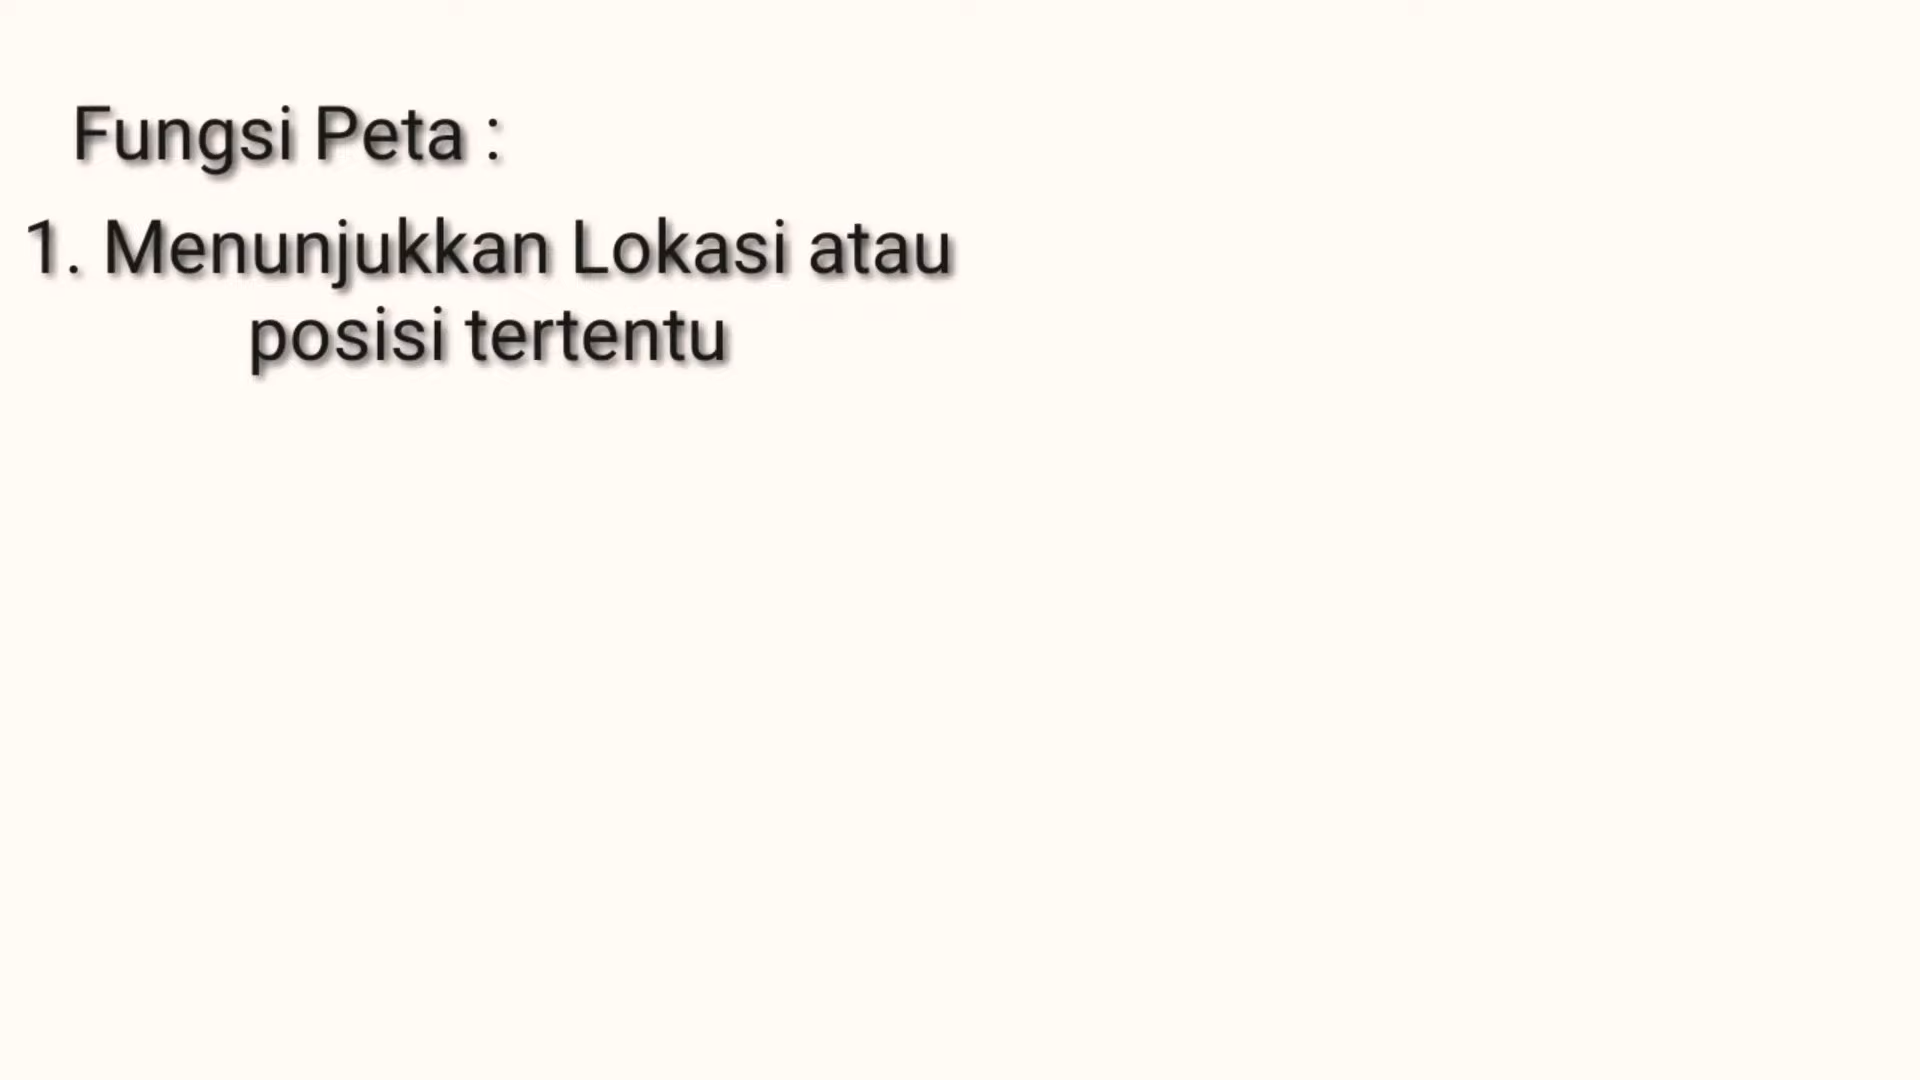 Fungsi Peta :
1. Menunjukkan Lokasi atau
posisi tertentu